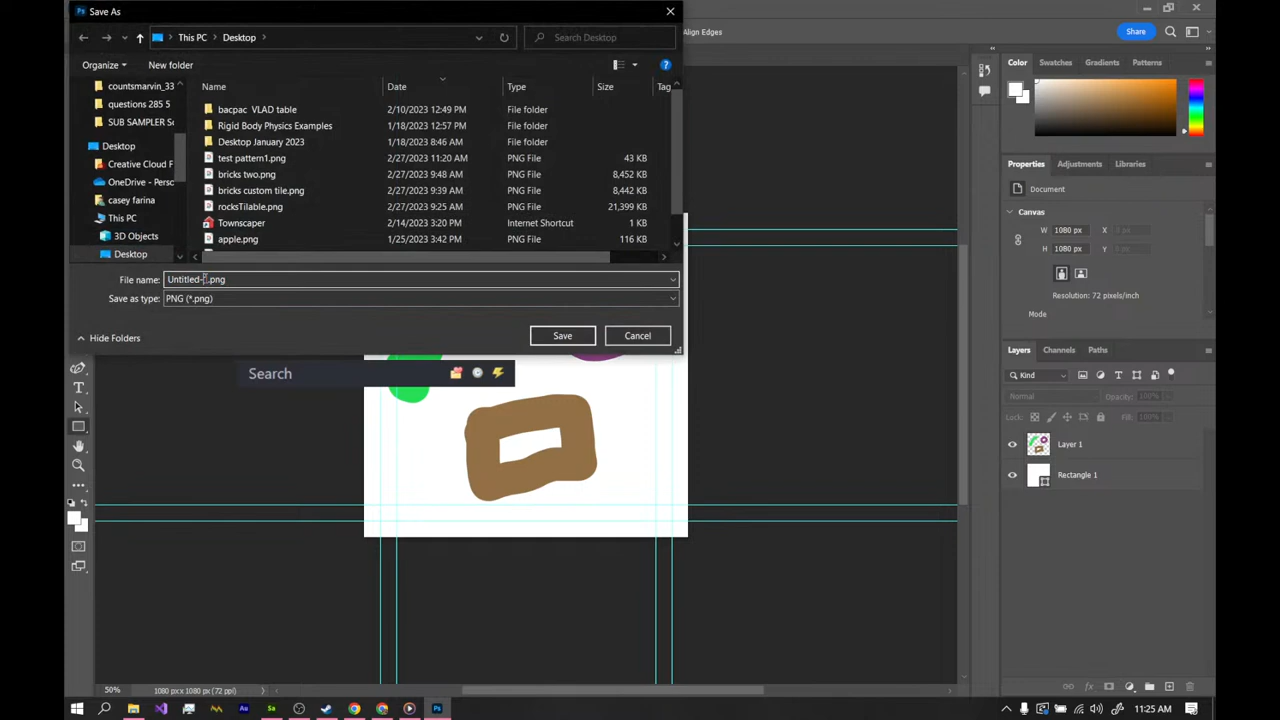 Save As
This PC
Desktop
Search Desktop
Align Edges
Share
Organize
New folder
Color
Swatches
Gradients
Patterns
countsmarvin_33
questions 285 5
SUB SAMPLER
Desktop
Creative Cloud F
OneDrive - Perso
casey farina
This PC
3D Objects
Desktop
Name
Date
Type
Size
Tag
bacpac VLAD table
2/10/2023 12:49 PM
File folder
Rigid Body Physics Examples
1/18/2023 12:57 PM
File folder
Desktop January 2023
1/18/2023 8:46 AM
File folder
test pattern1.png
2/27/2023 11:20 AM
PNG File
43 KB
bricks two.png
2/27/2023 9:48 AM
PNG File
8,452 KB
bricks custom tile.png
2/27/2023 9:39 AM
PNG File
8,442 KB
rocksTilable.png
2/27/2023 9:25 AM
PNG File
21,399 KB
Townscaper
2/14/2023 3:20 PM
Internet Shortcut
1 KB
apple.png
1/25/2023 3:42 PM
PNG File
116 KB
File name:
Save as type:
PNG (*.png)
Hide Folders
Save
Cancel
Properties
Adjustments
Libraries
Document
Canvas
W
1080 px
X
H
1080 px
Y
Resolution: 72 pixels/inch
Mode
Search
Layers
Channels
Paths
Kind
Normal
Opacity:
100%
Lock:
Fill:
100%
Layer 1
Rectangle 1
50%
1080 px x 1080 px (72 ppi)
11:25 AM